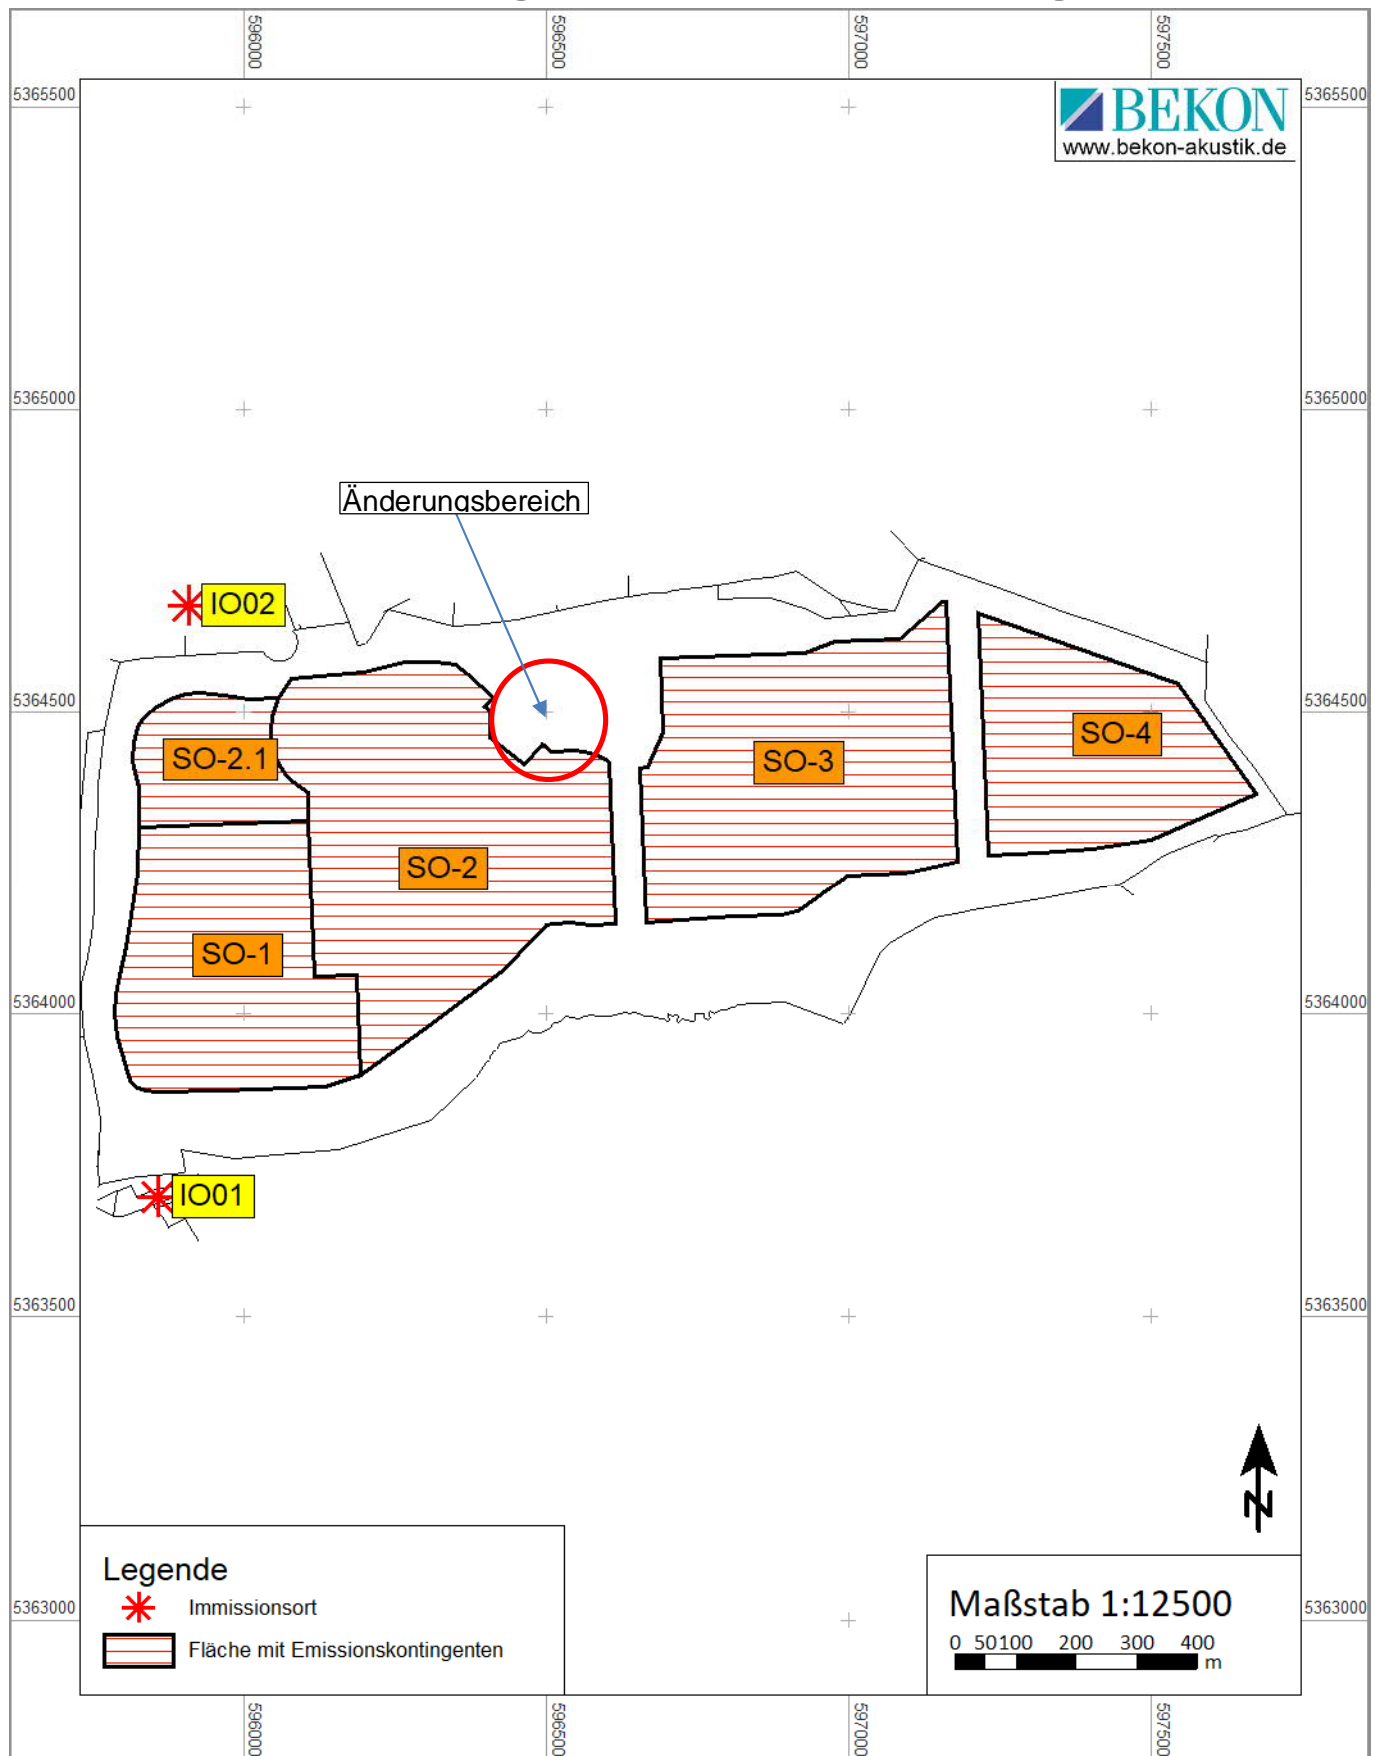 596000 596500 597000 597500
5365500 5365500
BEKON
www.bekon-akustik.de
5365000 5365000
Änderungsbereich
IO02
5364500 5364500
SO-2.1
SO-3
SO-4
SO-2
SO-1
5364000 5364000
IO01
5363500 5363500
N
Legende
Immissionsort
Fläche mit Emissionskontingenten
Maßstab 1:12500
0 50 100 200 300 400
m
5363000 5363000
596000 596500 597000 597500